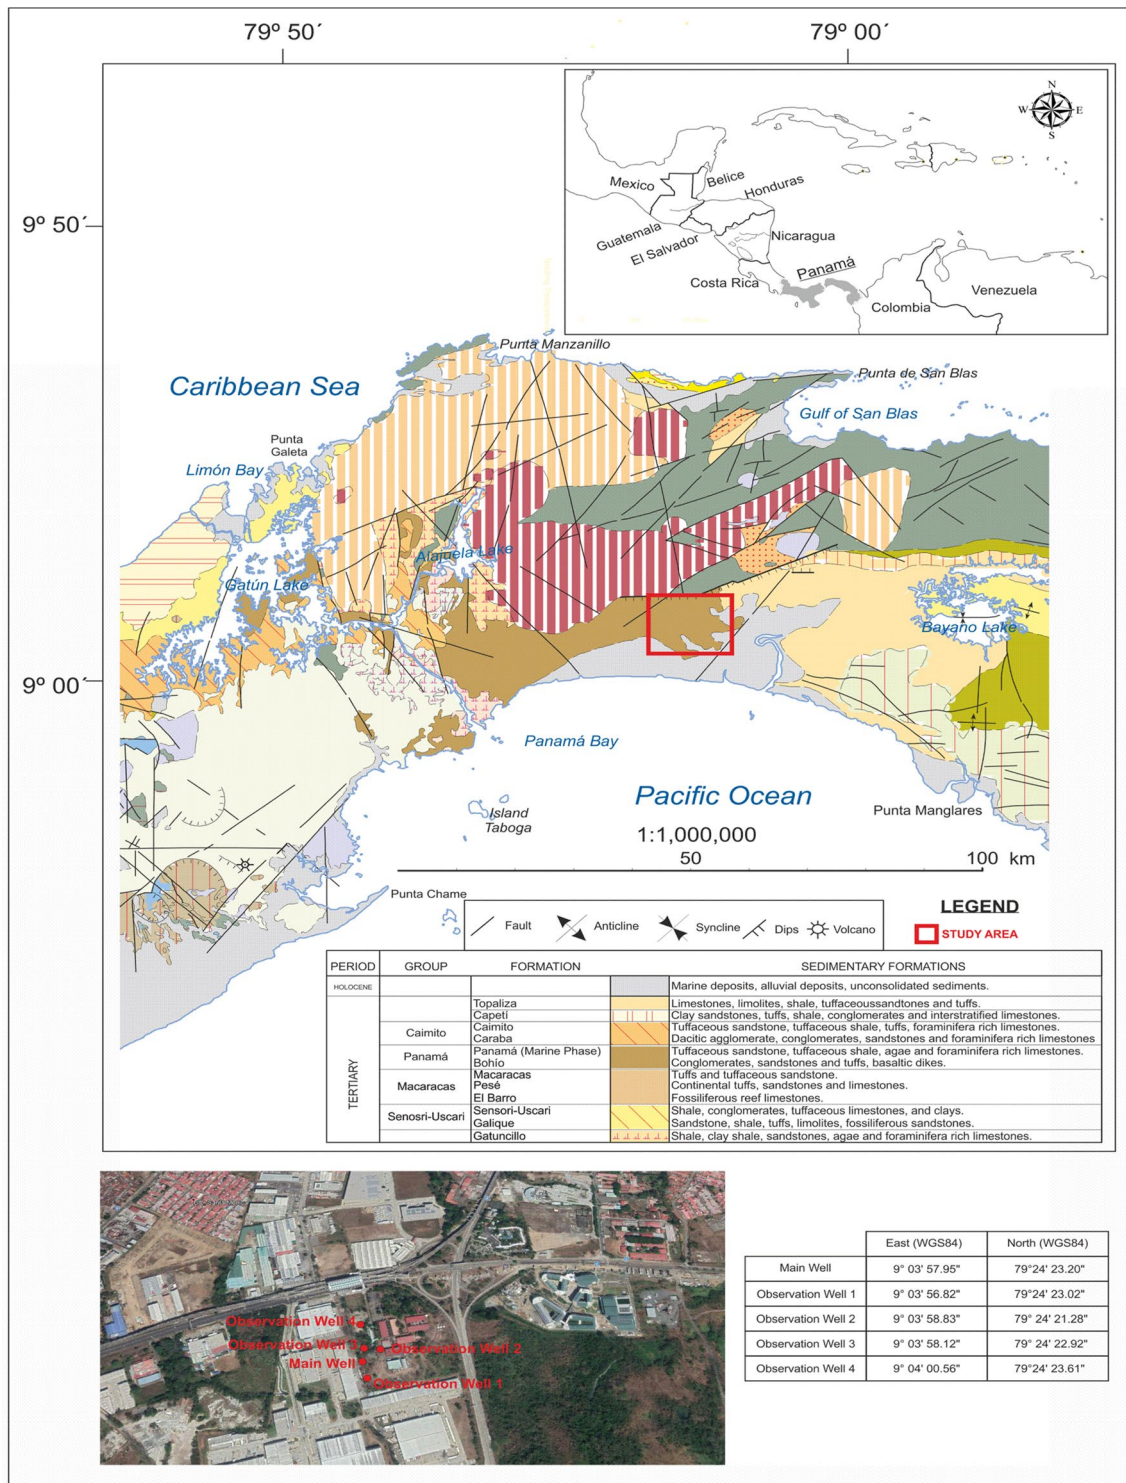 79º 50´ 79º 00´
N
W E
S
Mexico
Belice
Honduras
Guatemala
El Salvador
Nicaragua
Costa Rica
Panamá
Colombia
Venezuela
9º 50´
Punta Manzanillo
Caribbean Sea
Punta de San Blas
Gulf of San Blas
Punta
Galeta
Limón Bay
Alajuela Lake
Gatún Lake
Bayano Lake
9º 00´
Panamá Bay
Pacific Ocean
Island
Taboga
Punta Manglares
1:1,000,000
50 100 km
Punta Chame
LEGEND
Fault Anticline Syncline Dips Volcano
STUDY AREA
PERIOD GROUP FORMATION SEDIMENTARY FORMATIONS
HOLOCENE Marine deposits, alluvial deposits, unconsolidated sediments.
TERTIARY
Topaliza Limestones, limolites, shale, tuffaceoussandtones and tuffs.
Capetí Clay sandstones, tuffs, shale, conglomerates and interstratified limestones.
Caimito
Caimito Tuffaceous sandstone, tuffaceous shale, tuffs, foraminifera rich limestones.
Caraba Dacitic agglomerate, conglomerates, sandstones and foraminifera rich limestones
Panamá
Panamá (Marine Phase) Tuffaceous sandstone, tuffaceous shale, agae and foraminifera rich limestones.
Bohío Conglomerates, sandstones and tuffs, basaltic dikes.
Macaracas
Macaracas Tuffs and tuffaceous sandstone.
Pesé Continental tuffs, sandstones and limestones.
El Barro Fossiliferous reef limestones.
Senosri-Uscari
Sensori-Uscari Shale, conglomerates, tuffaceous limestones, and clays.
Galique Sandstone, shale, tuffs, limolites, fossiliferous sandstones.
Gatuncillo Shale, clay shale, sandstones, agae and foraminifera rich limestones.
Observation Well 4
Observation Well 3
Observation Well 2
Main Well
Observation Well 1
East (WGS84) North (WGS84)
Main Well 9° 03' 57.95" 79°24' 23.20"
Observation Well 1 9° 03' 56.82" 79°24' 23.02"
Observation Well 2 9° 03' 58.83" 79° 24' 21.28"
Observation Well 3 9° 03' 58.12" 79°24' 22.92"
Observation Well 4 9° 04' 00.56" 79°24' 23.61"